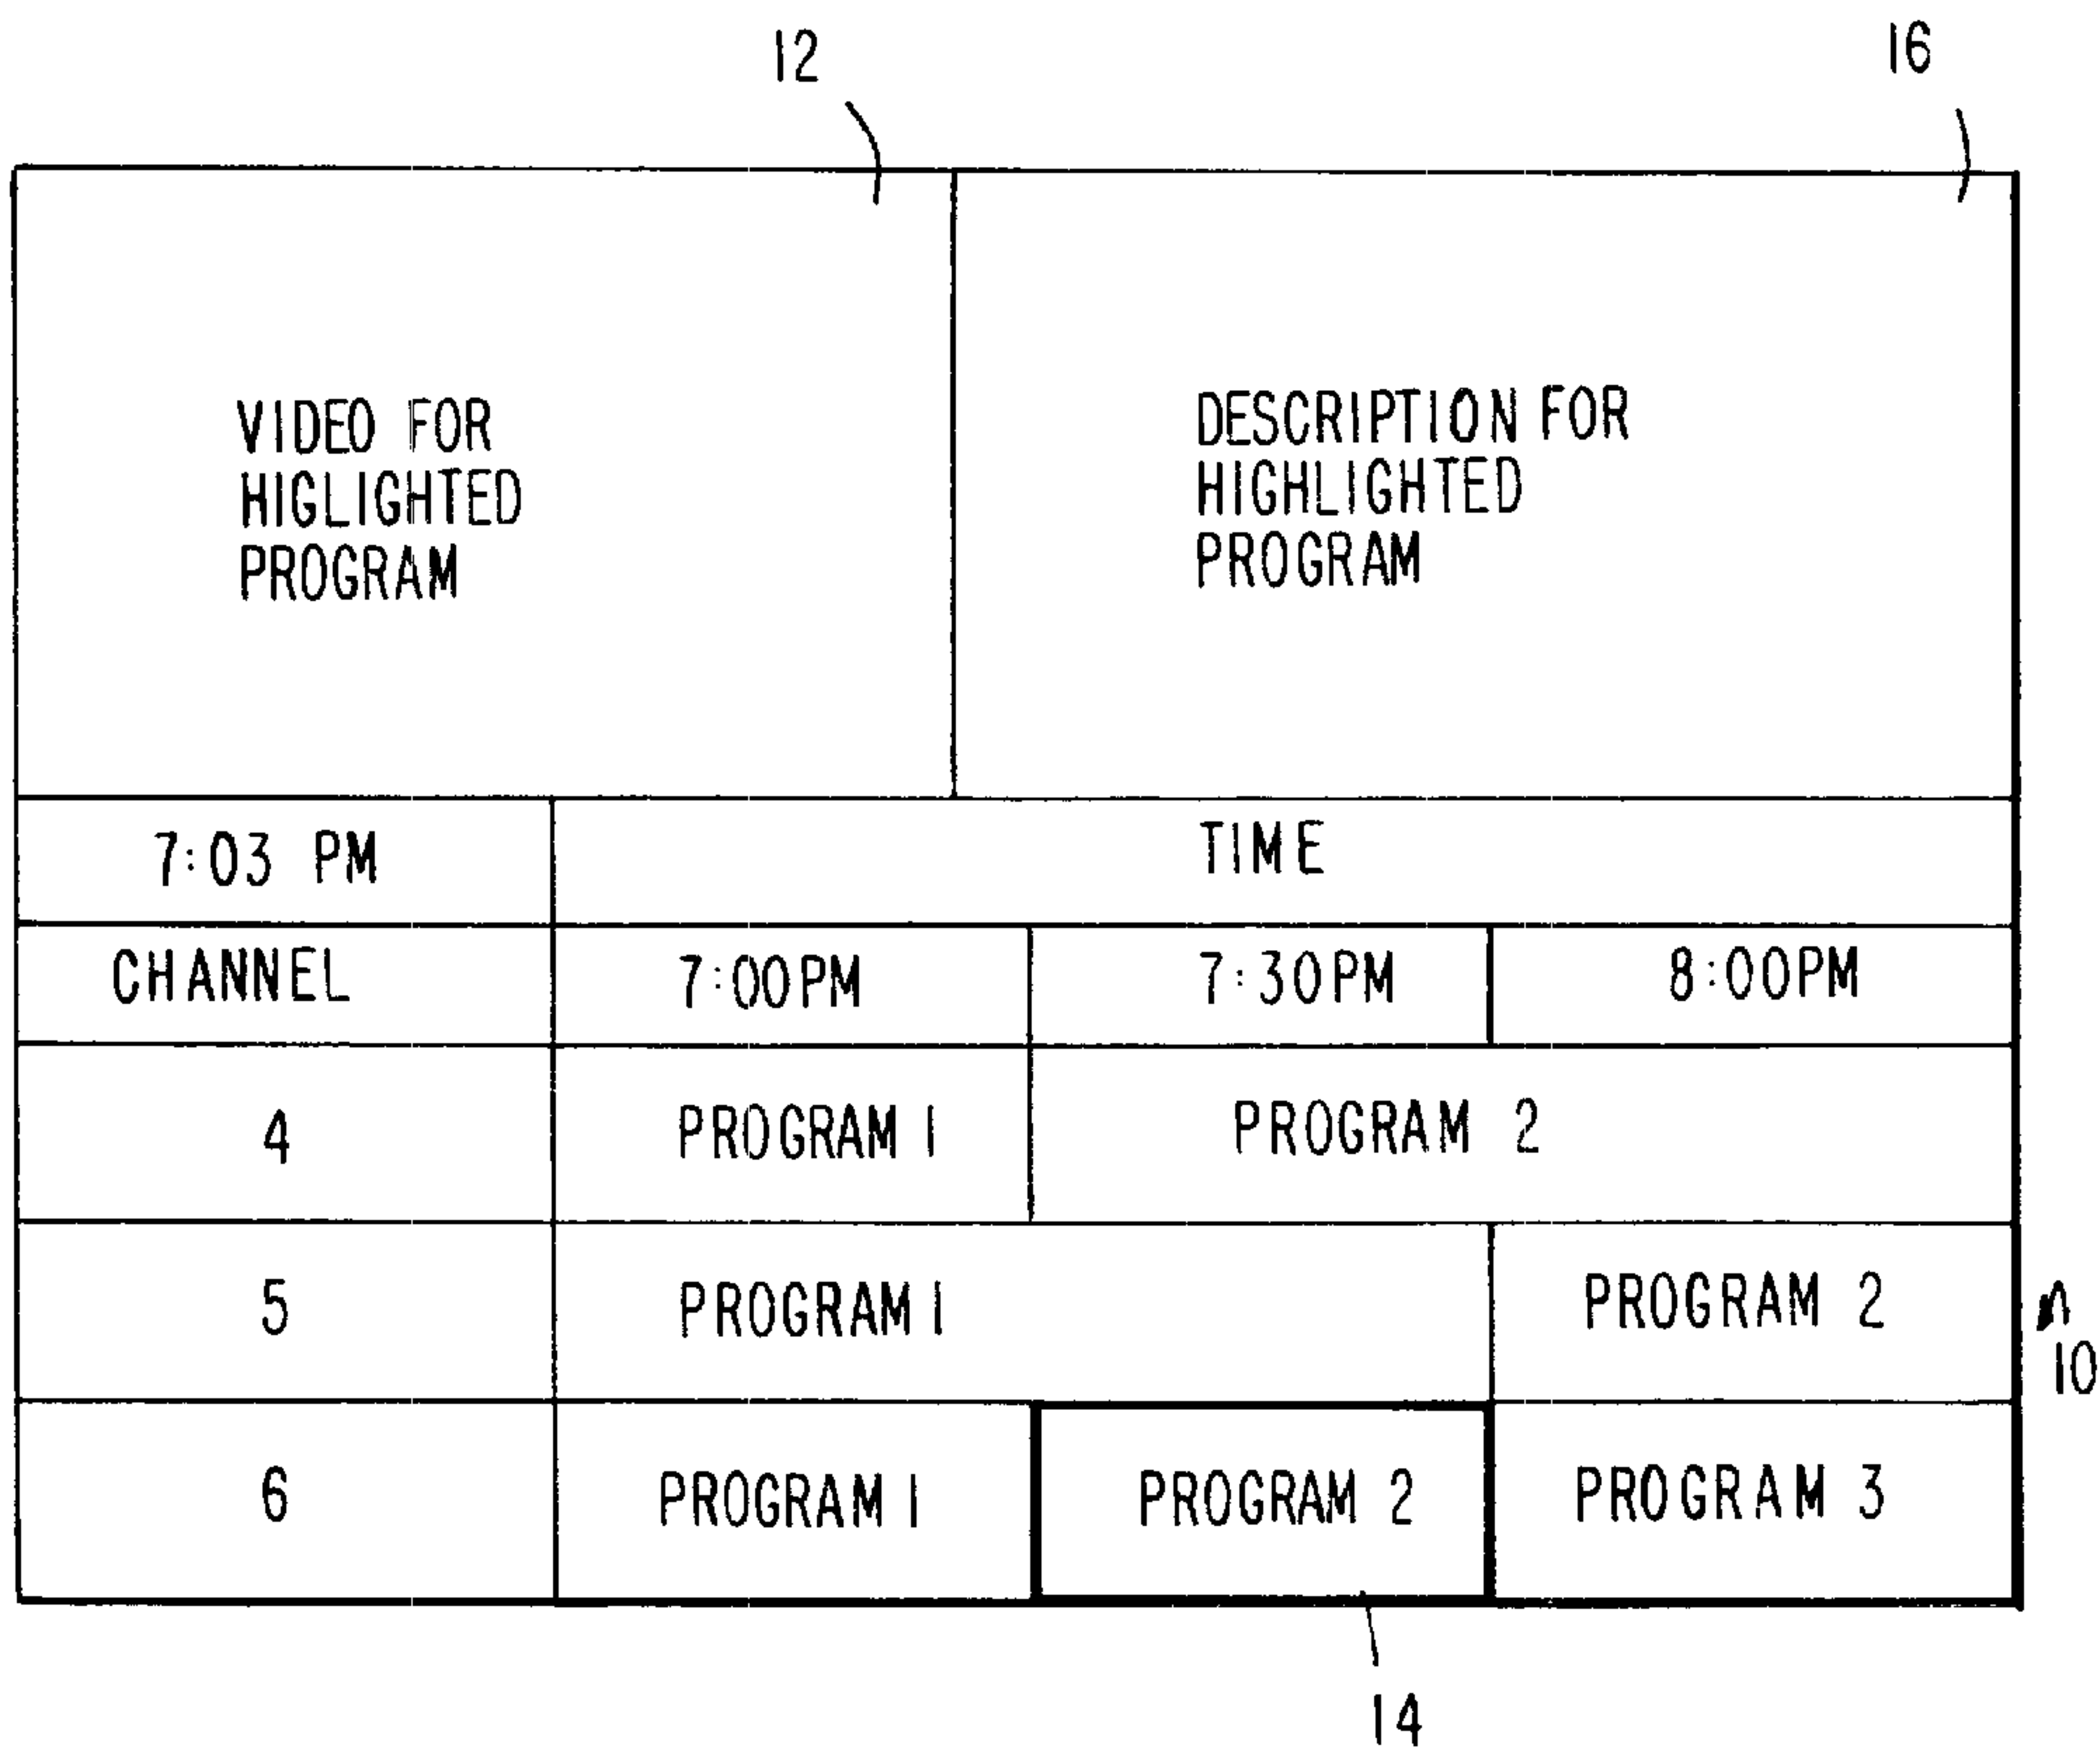 12
16
VIDEO FOR
HIGLIGHTED
PROGRAM
DESCRIPTION FOR
HIGHLIGHTED
PROGRAM
7:03 PM
TIME
CHANNEL
7:00PM
7:30PM
8:00PM
4
PROGRAM 1
PROGRAM 2
5
PROGRAM 1
PROGRAM 2
10
6
PROGRAM 1
PROGRAM 2
PROGRAM 3
14